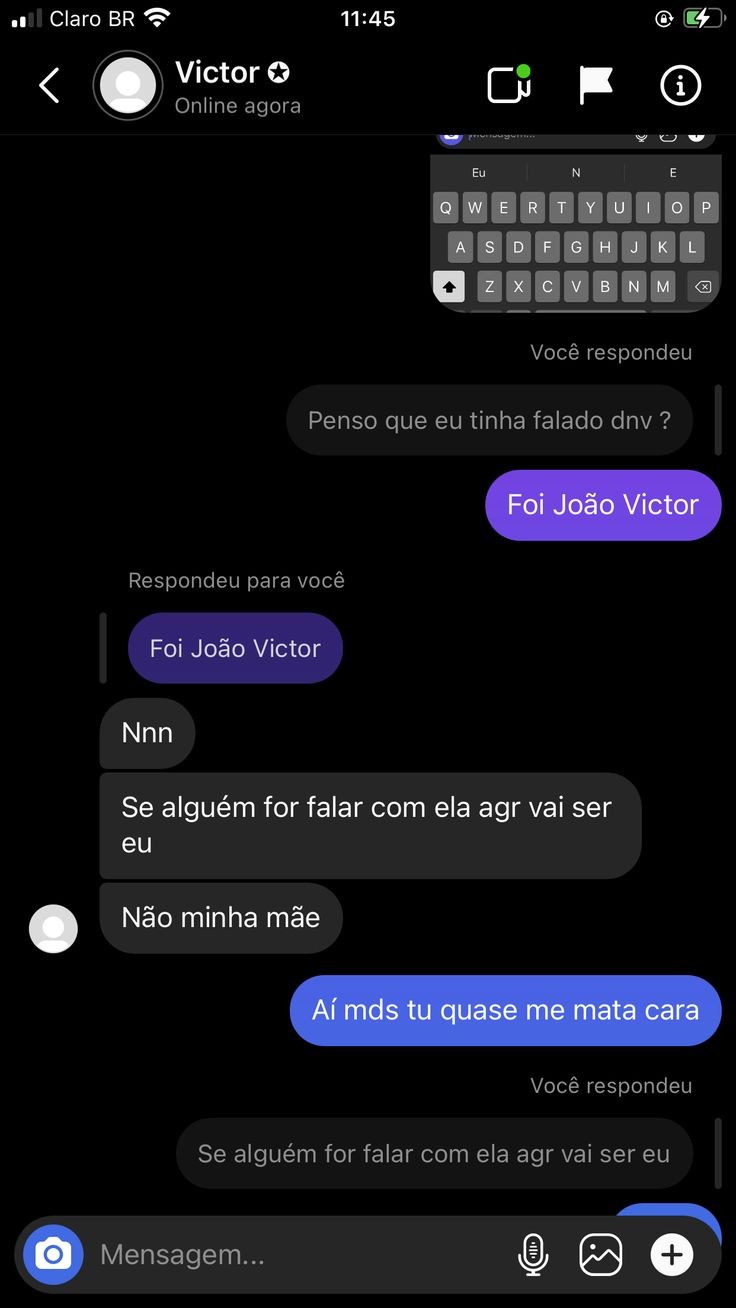 Claro BR
11:45
Victor
Online agora
Mensagem...
Eu N E
Q W E R T Y U I O P
A S D F G H J K L
Z X C V B N M
Você respondeu
Penso que eu tinha falado dnv ?
Foi João Victor
Respondeu para você
Foi João Victor
Nnn
Se alguém for falar com ela agr vai ser
eu
Não minha mãe
Aí mds tu quase me mata cara
Você respondeu
Se alguém for falar com ela agr vai ser eu
Mensagem...